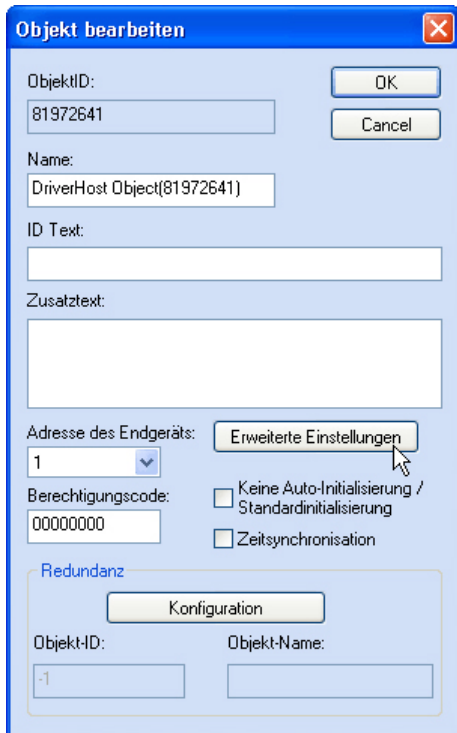 Objekt bearbeiten
ObjektID:
OK
81972641
Cancel
Name:
DriverHost Object(81972641)
ID Text:
Zusatztext:
Adresse des Endgeräts:
Erweiterte Einstellungen
1
Berechtigungscode:
Keine Auto-Initialisierung /
Standardinitialisierung
00000000
Zeitsynchronisation
Redundanz
Konfiguration
Objekt-ID:
Objekt-Name:
-1